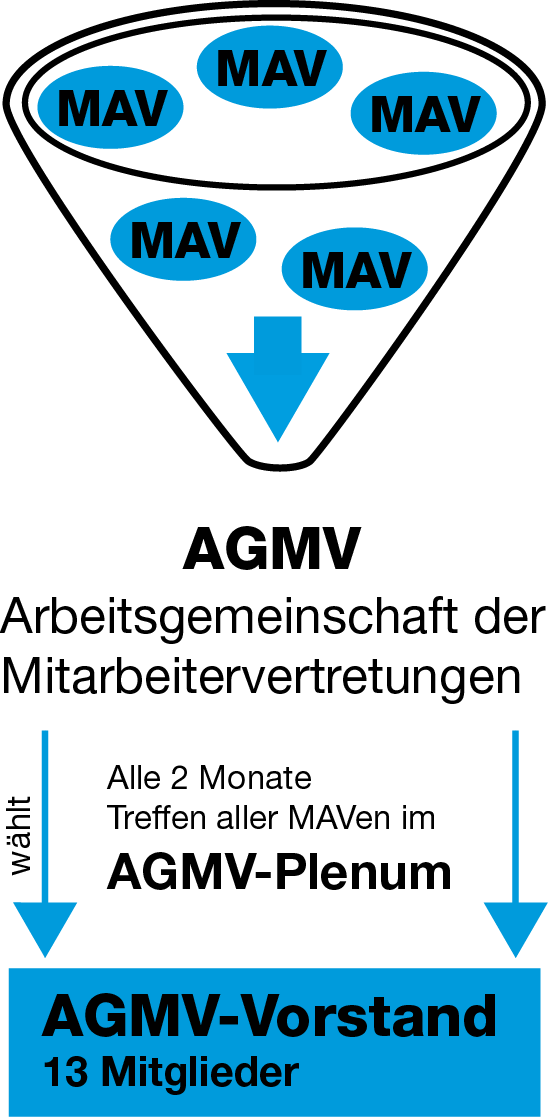 MAV
MAV
MAV
MAV
MAV
AGMV
Arbeitsgemeinschaft der
Mitarbeitervertretungen
wählt
Alle 2 Monate
Treffen aller MAVen im
AGMV-Plenum
AGMV-Vorstand
13 Mitglieder